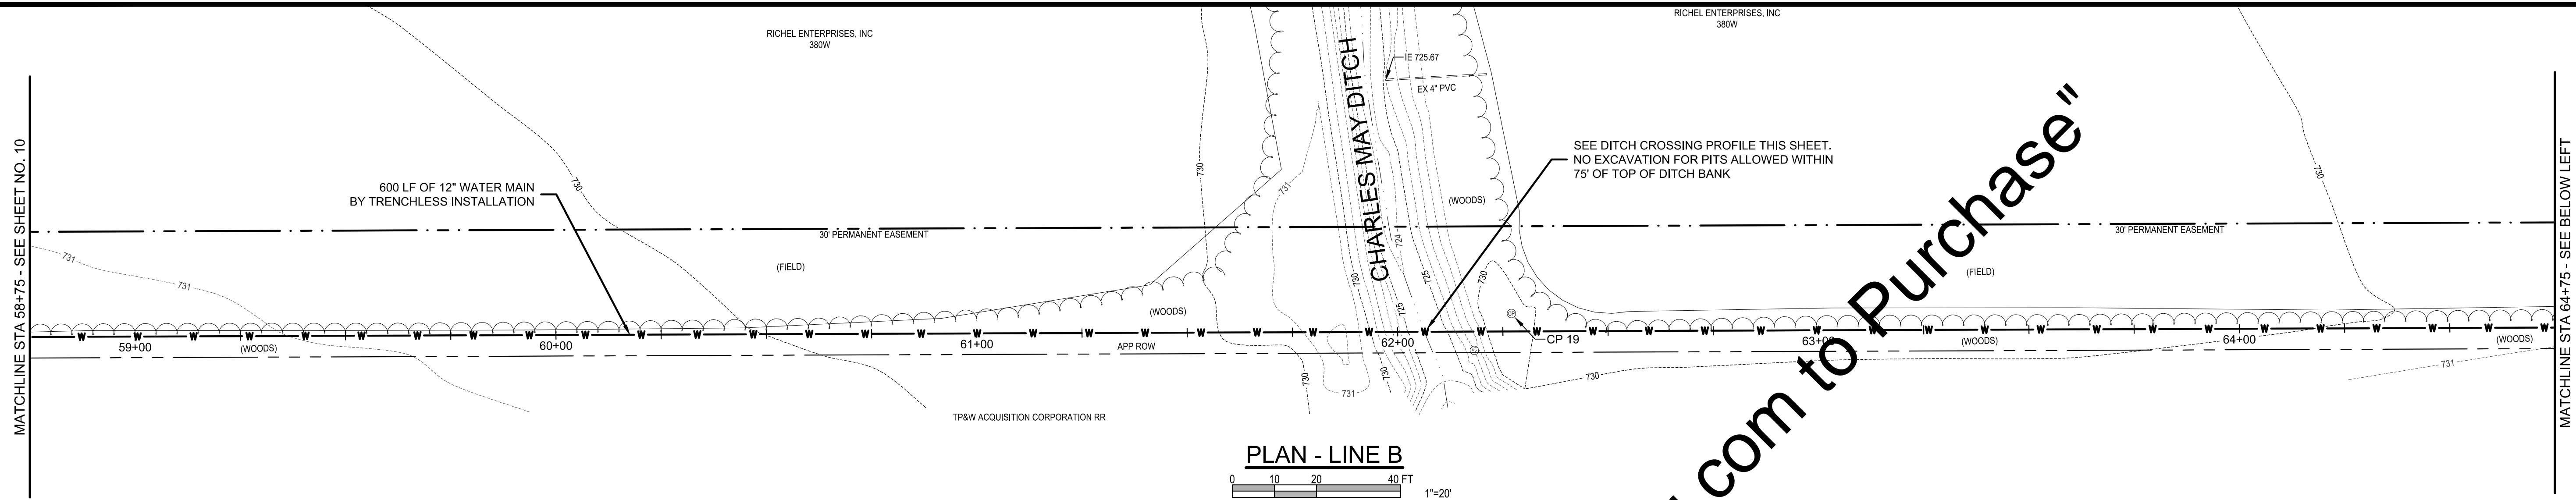 RICHEL ENTERPRISES, INC
380W
RICHEL ENTERPRISES, INC
380W
MATCHLINE STA 58+75 - SEE SHEET NO. 10
600 LF OF 12" WATER MAIN
BY TRENCHLESS INSTALLATION
730
30' PERMANENT EASEMENT
731
731
(FIELD)
730
731
CHARLES MAY DITCH
IE 725.67
EX 4" PVC
(WOODS)
SEE DITCH CROSSING PROFILE THIS SHEET.
NO EXCAVATION FOR PITS ALLOWED WITHIN
75' OF TOP OF DITCH BANK
724
730
725
725
730
730
30' PERMANENT EASEMENT
(FIELD)
MATCHLINE STA 564+75 - SEE BELOW LEFT
(WOODS)
W W W W W W W W W W W W W W W W W W W W W W W W W W W W W W W W W W W W W W W W W W W W W
59+00
(WOODS)
60+00
61+00
APP ROW
62+00
CP
CP 19
63+00
(WOODS)
64+00
(WOODS)
730
730
731
730
731
TP&W ACQUISITION CORPORATION RR
com to Purchase"
PLAN - LINE B
0 10 20 40 FT
1"=20'